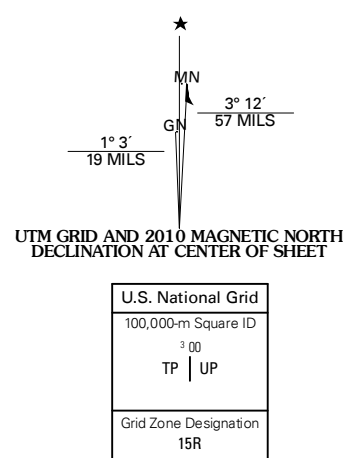 ★
MN
3° 12´
57 MILS
GN
1° 3´
19 MILS
UTM GRID AND 2010 MAGNETIC NORTH
DECLINATION AT CENTER OF SHEET
U.S. National Grid
100,000-m Square ID
3 00
TP | UP
Grid Zone Designation
15R